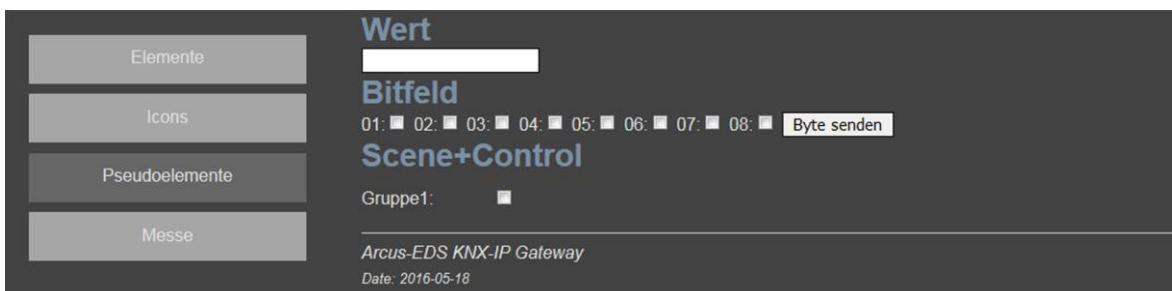 Elemente
Icons
Pseudoelemente
Messe
Wert
Bitfeld
01: 02: 03: 04: 05: 06: 07: 08: Byte senden
Scene+Control
Gruppe1:
Arcus-EDS KNX-IP Gateway
Date: 2016-05-18